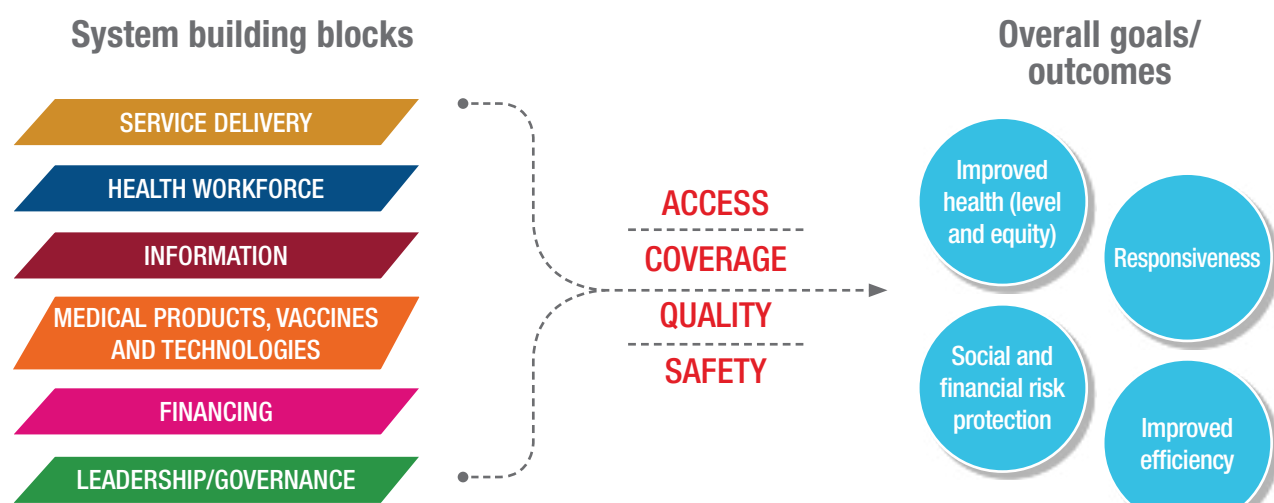 System building blocks
SERVICE DELIVERY
HEALTH WORKFORCE
INFORMATION
MEDICAL PRODUCTS, VACCINES
AND TECHNOLOGIES
FINANCING
LEADERSHIP/GOVERNANCE
ACCESS
COVERAGE
QUALITY
SAFETY
Overall goals/
outcomes
Improved
health (level
and equity)
Responsiveness
Social and
financial risk
protection
Improved
efficiency